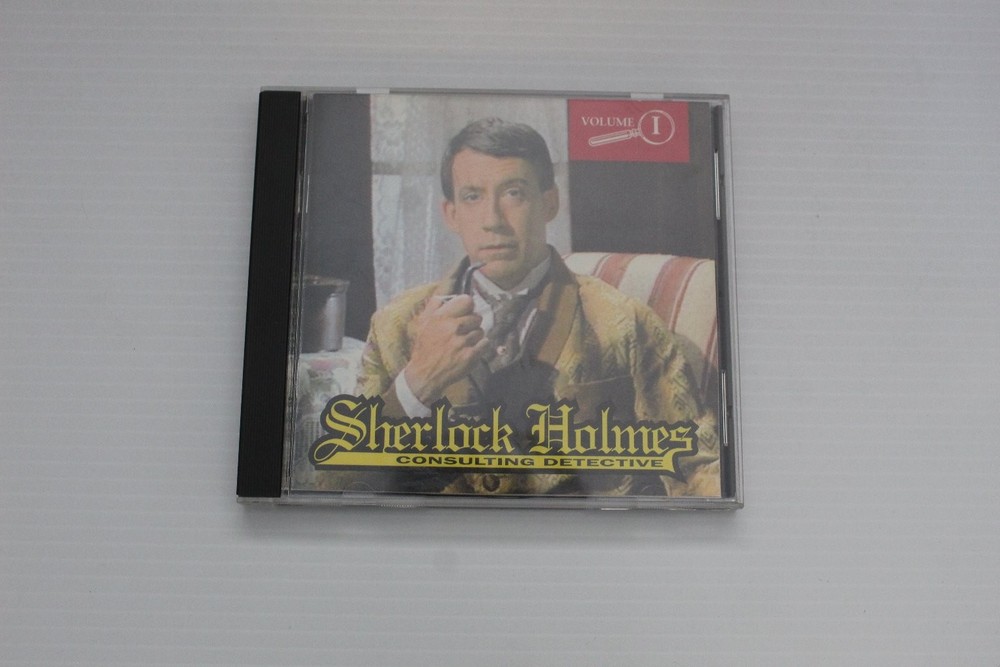 VOLUME I
Sherlock Holmes
CONSULTING DETECTIVE